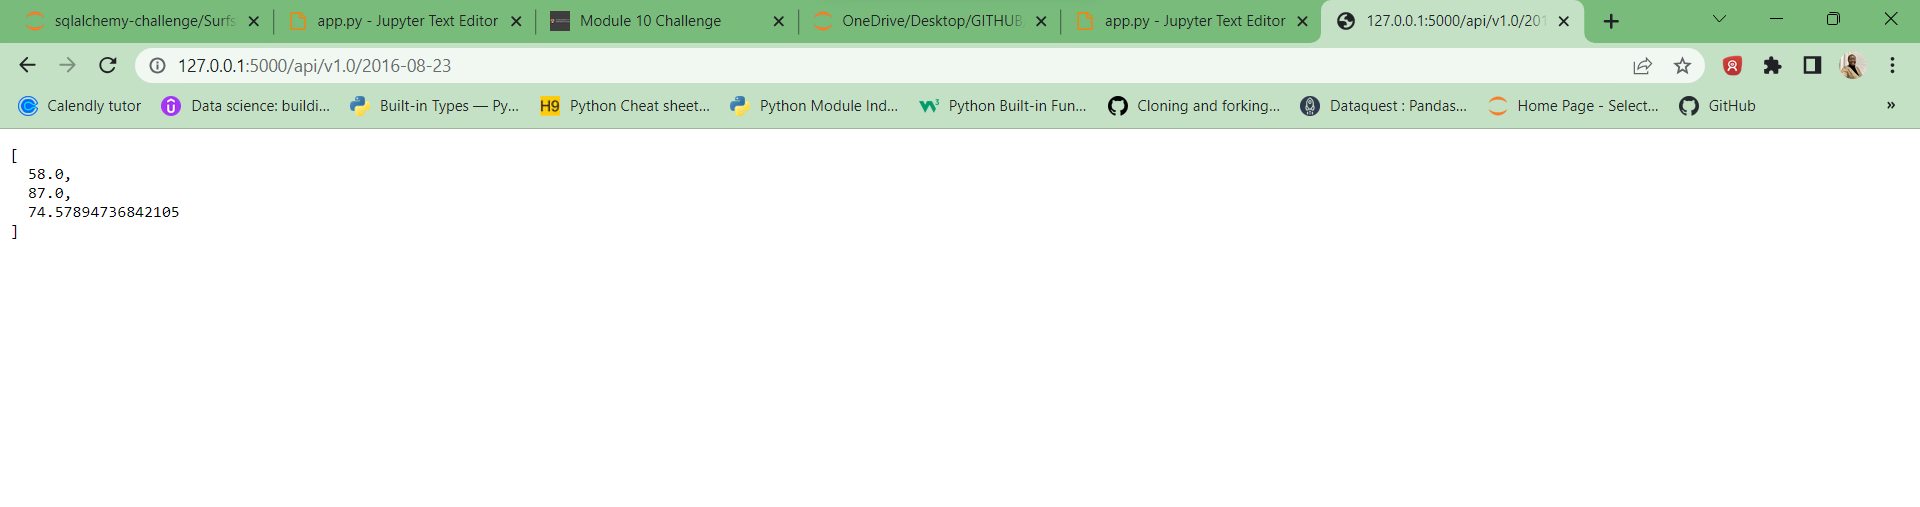 sqlalchemy-challenge/Surfs
app.py - Jupyter Text Editor
Module 10 Challenge
OneDrive/Desktop/GITHUB
app.py - Jupyter Text Editor
127.0.0.1:5000/api/v1.0/201
127.0.0.1:5000/api/v1.0/2016-08-23
Calendly tutor
Data science: buildi...
Built-in Types — Py...
H9 Python Cheat sheet...
Python Module Ind...
Python Built-in Fun...
Cloning and forking...
Dataquest : Pandas...
Home Page - Select...
GitHub
»
[
58.0,
87.0,
74.57894736842105
]